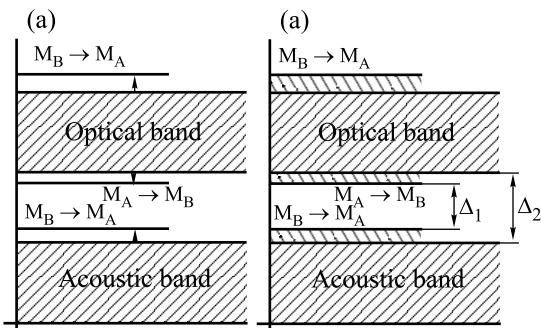 (a)
M_B → M_A
Optical band
M_A → M_B
M_B → M_A
Acoustic band
(a)
M_B → M_A
Optical band
M_A → M_B
M_B → M_A
Δ_1
Δ_2
Acoustic band